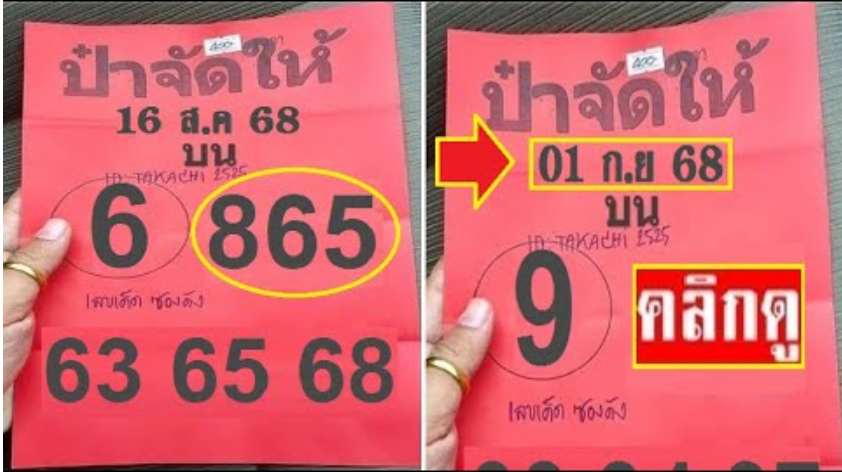 400-
ป๋าจัดให้
16 ส.ค 68
บน
ID TAKACHI 2525
6 865
เลขเด็ด ซองดัง
63 65 68
400-
ป๋าจัดให้
01 ก.ย 68
บน
ID TAKACHI 2525
9 คลิกดู
เลขเด็ด ซองดัง